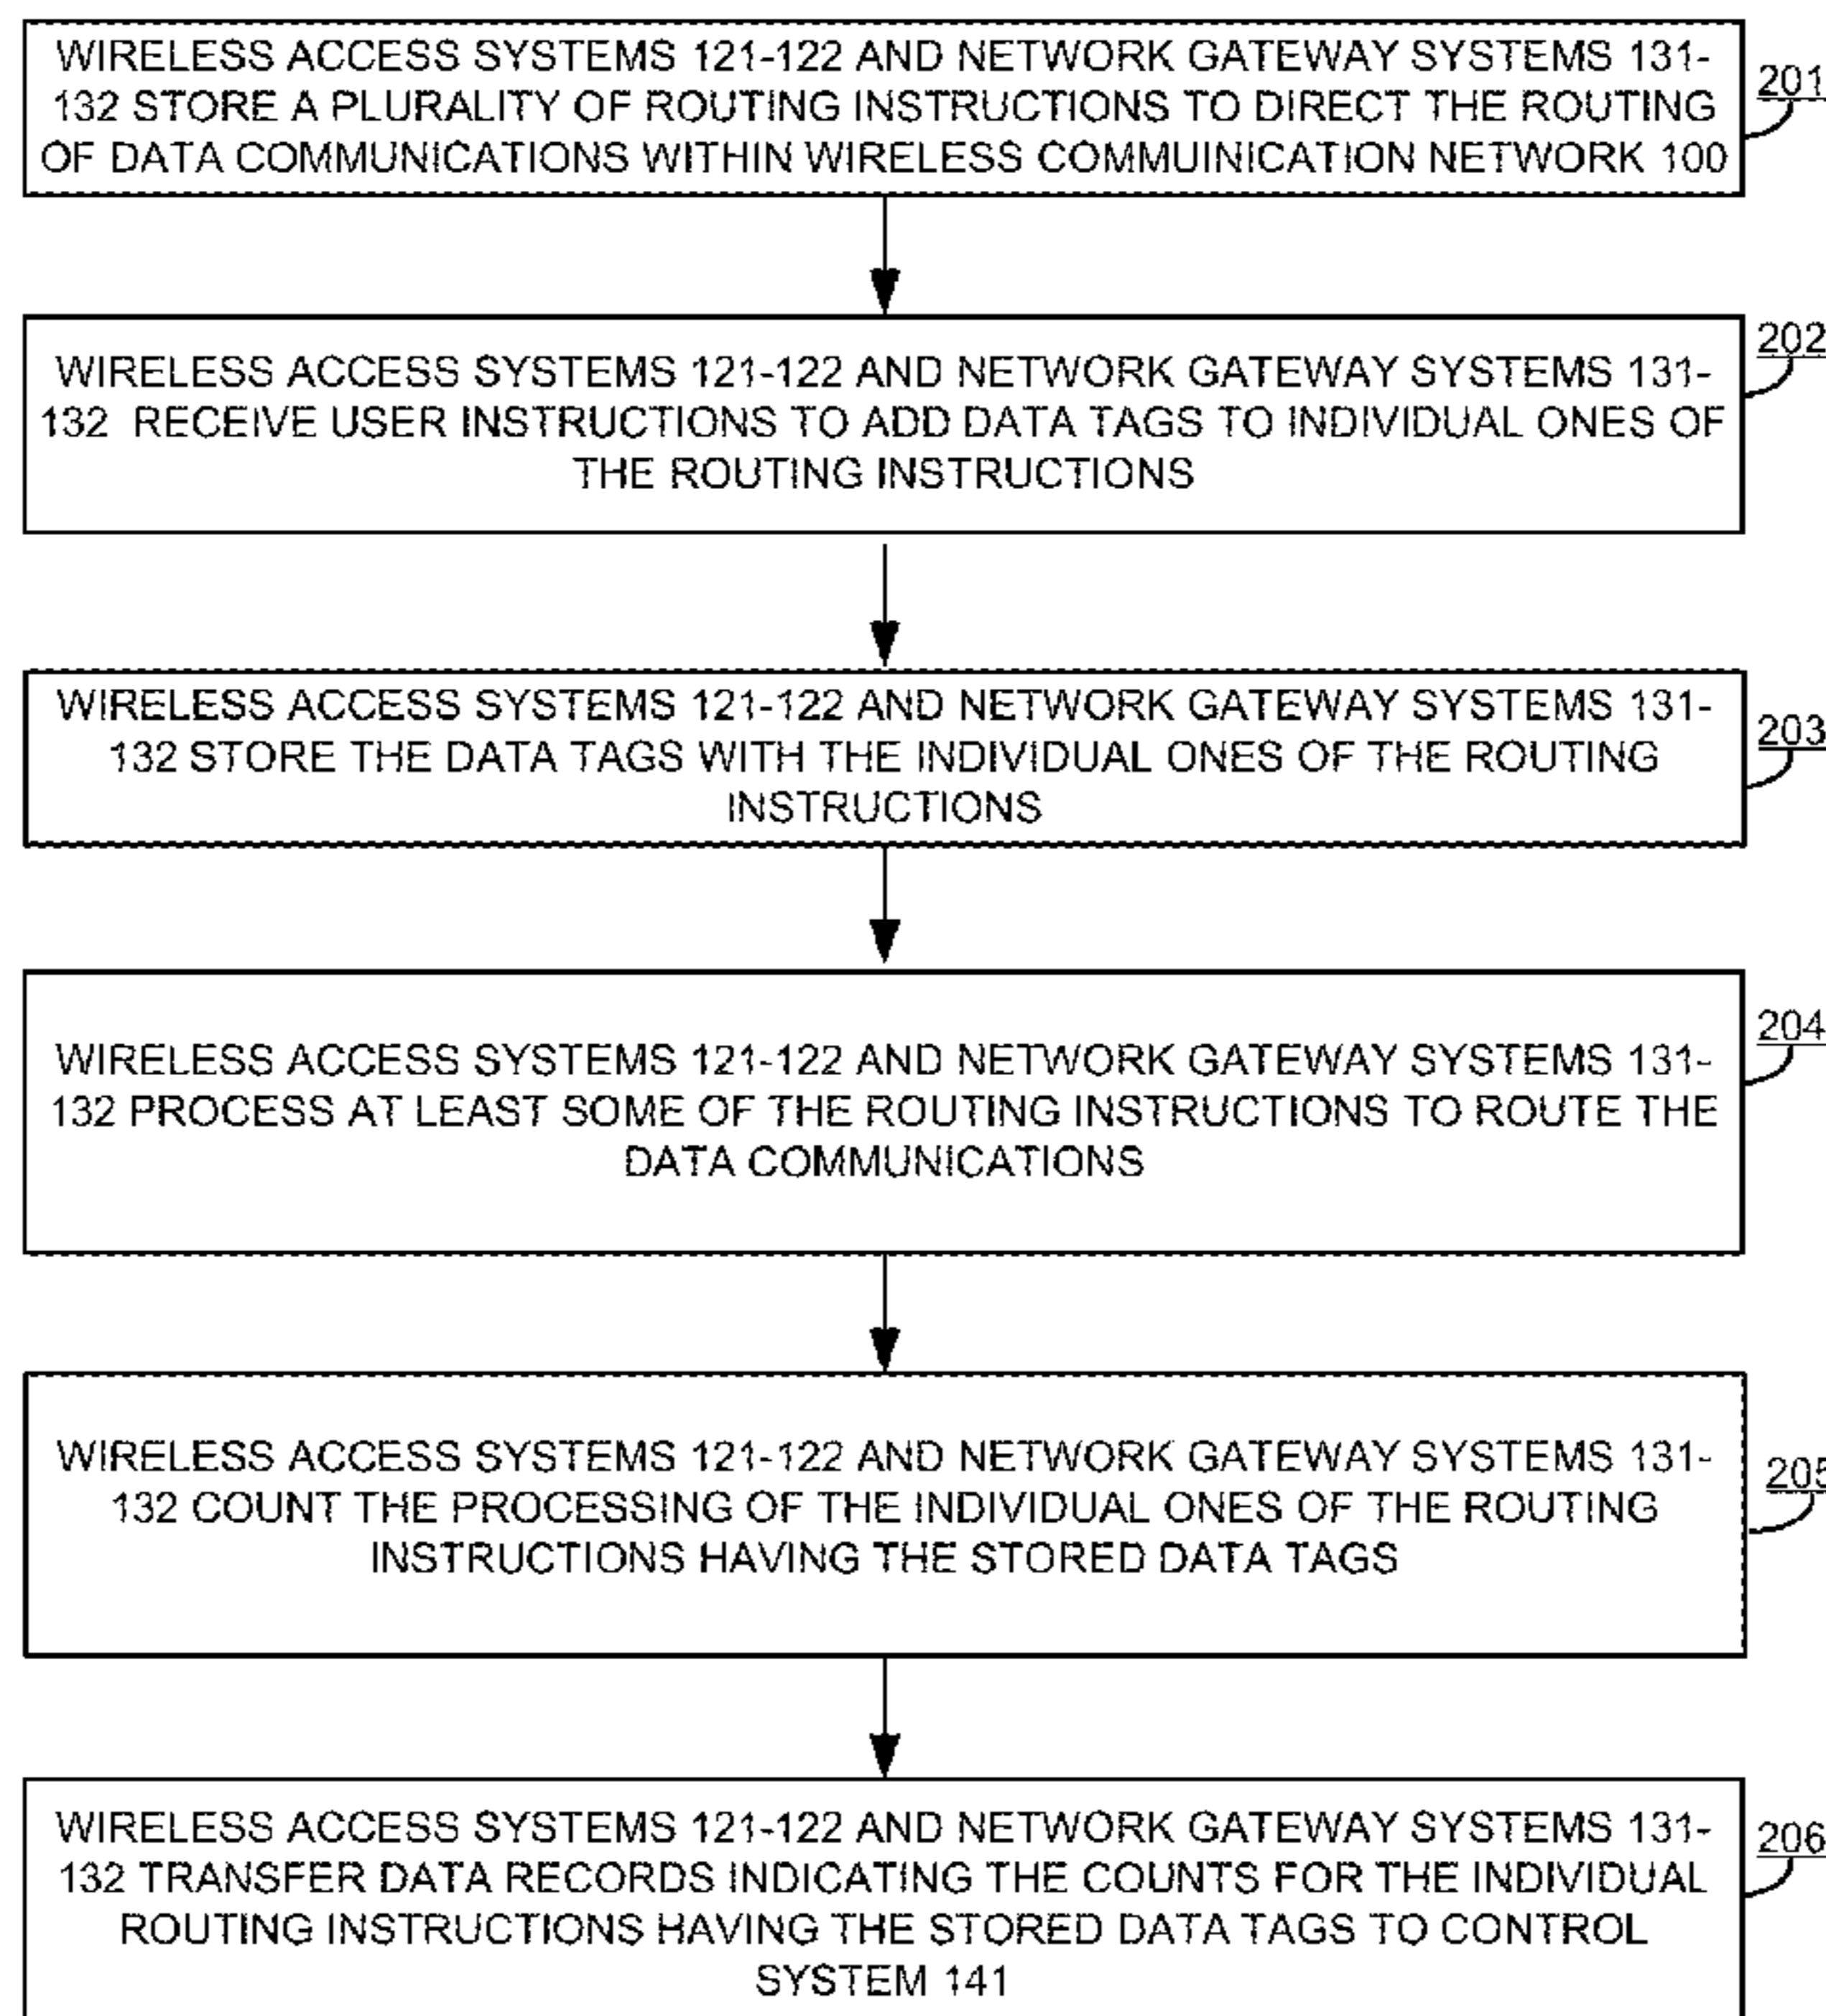 WIRELESS ACCESS SYSTEMS 121-122 AND NETWORK GATEWAY SYSTEMS 131-
132 STORE A PLURALITY OF ROUTING INSTRUCTIONS TO DIRECT THE ROUTING
OF DATA COMMUNICATIONS WITHIN WIRELESS COMMUINICATION NETWORK 100
201
WIRELESS ACCESS SYSTEMS 121-122 AND NETWORK GATEWAY SYSTEMS 131-
132 RECEIVE USER INSTRUCTIONS TO ADD DATA TAGS TO INDIVIDUAL ONES OF
THE ROUTING INSTRUCTIONS
202
WIRELESS ACCESS SYSTEMS 121-122 AND NETWORK GATEWAY SYSTEMS 131-
132 STORE THE DATA TAGS WITH THE INDIVIDUAL ONES OF THE ROUTING
INSTRUCTIONS
203
WIRELESS ACCESS SYSTEMS 121-122 AND NETWORK GATEWAY SYSTEMS 131-
132 PROCESS AT LEAST SOME OF THE ROUTING INSTRUCTIONS TO ROUTE THE
DATA COMMUNICATIONS
204
WIRELESS ACCESS SYSTEMS 121-122 AND NETWORK GATEWAY SYSTEMS 131-
132 COUNT THE PROCESSING OF THE INDIVIDUAL ONES OF THE ROUTING
INSTRUCTIONS HAVING THE STORED DATA TAGS
205
WIRELESS ACCESS SYSTEMS 121-122 AND NETWORK GATEWAY SYSTEMS 131-
132 TRANSFER DATA RECORDS INDICATING THE COUNTS FOR THE INDIVIDUAL
ROUTING INSTRUCTIONS HAVING THE STORED DATA TAGS TO CONTROL
SYSTEM 141
206